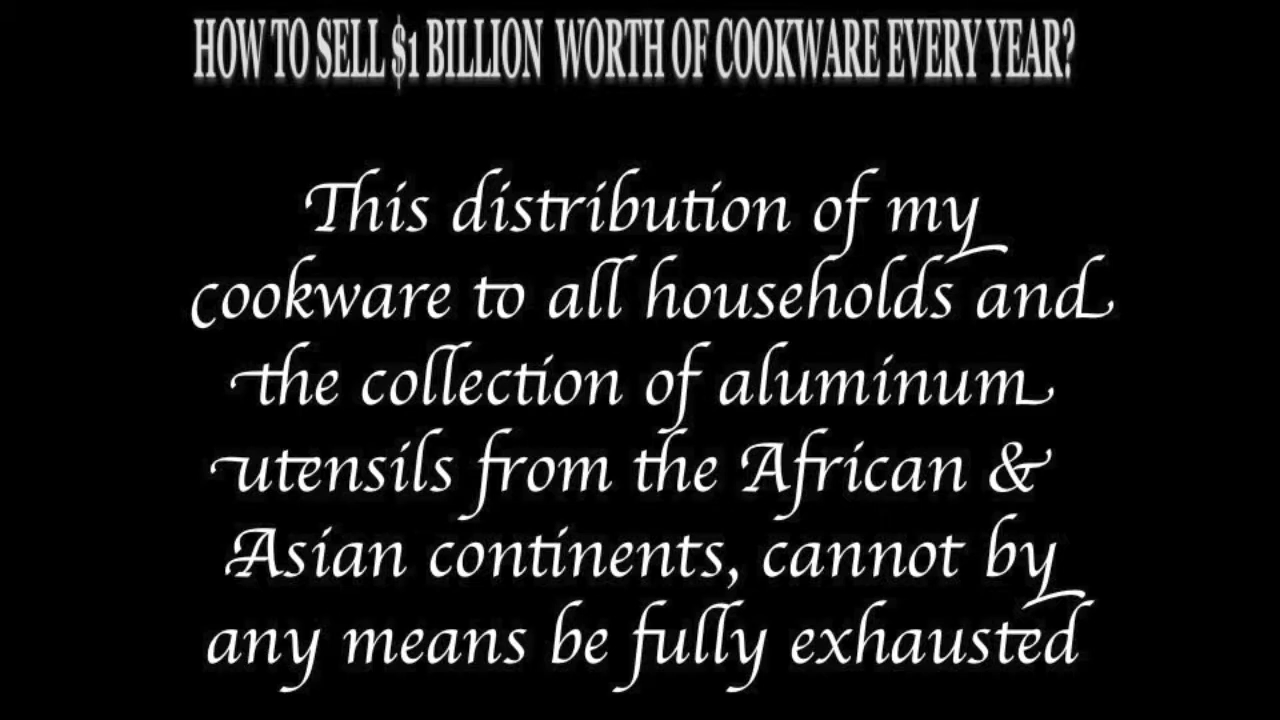 HOW TO SELL $1 BILLION WORTH OF COOKWARE EVERY YEAR?
This distribution of my
cookware to all households and
the collection of aluminum
utensils from the African &
Asian continents, cannot by
any means be fully exhausted